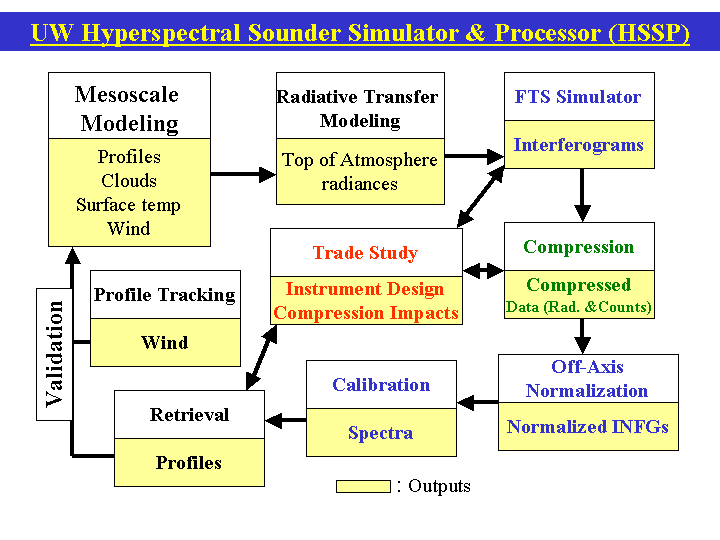 UW Hyperspectral Sounder Simulator & Processor (HSSP)
Mesoscale
Modeling
Profiles
Clouds
Surface temp
Wind
Radiative Transfer
Modeling
Top of Atmosphere
radiances
FTS Simulator
Interferograms
Trade Study
Instrument Design
Compression Impacts
Compression
Compressed
Data (Rad. &Counts)
Validation
Profile Tracking
Wind
Retrieval
Profiles
Calibration
Spectra
Off-Axis
Normalization
Normalized INFGs
: Outputs